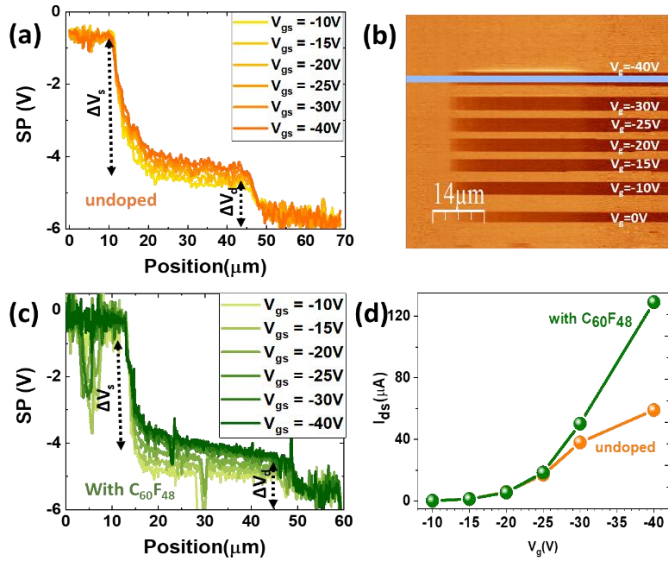 (a)
SP (V)
0
-2
-4
-6
ΔVₛ
undoped
ΔV_d
V_gs = -10V
V_gs = -15V
V_gs = -20V
V_gs = -25V
V_gs = -30V
V_gs = -40V
0 10 20 30 40 50 60 70
Position(μm)
(b)
V_g=-40V
V_g=-30V
V_g=-25V
V_g=-20V
V_g=-15V
V_g=-10V
V_g=0V
14μm
(c)
SP (V)
0
-2
-4
-6
ΔVₛ
With C₆₀F₄₈
ΔV_d
V_gs = -10V
V_gs = -15V
V_gs = -20V
V_gs = -25V
V_gs = -30V
V_gs = -40V
0 10 20 30 40 50 60
Position(μm)
(d)
I_ds(μA)
120
80
40
0
with C₆₀F₄₈
undoped
-10 -15 -20 -25 -30 -35 -40
V_g(V)